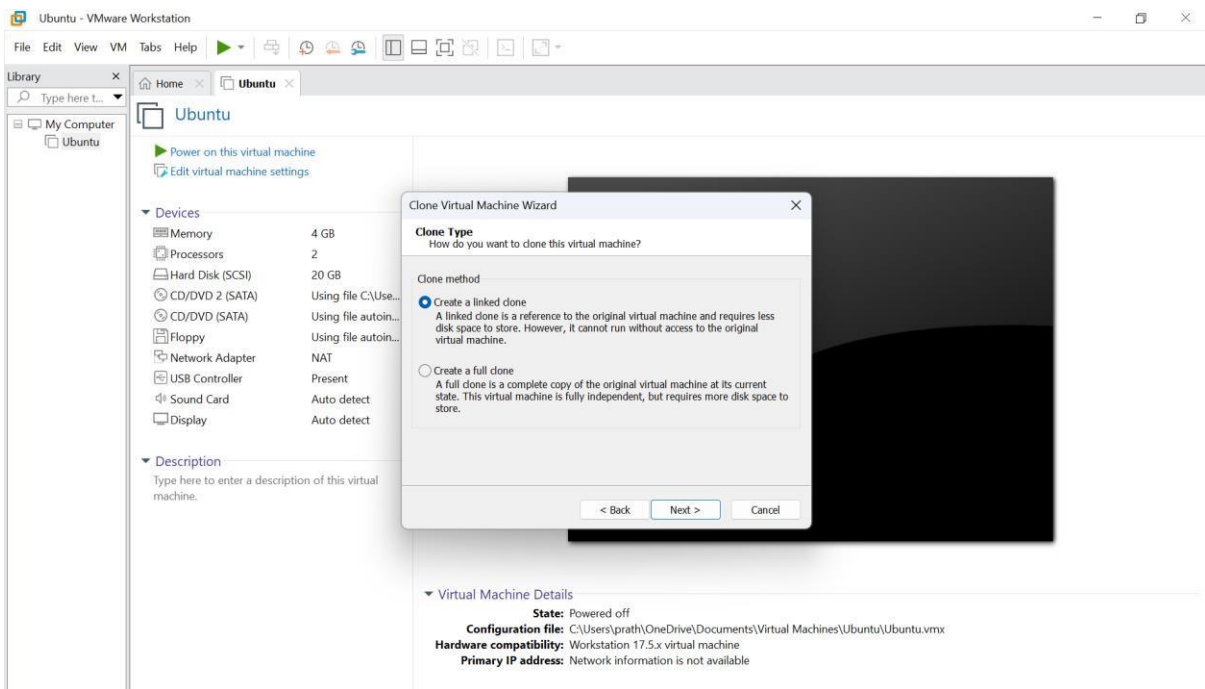 Ubuntu - VMware Workstation
File Edit View VM Tabs Help
Library
Type here t...
My Computer
Ubuntu
Home
Ubuntu
Ubuntu
Power on this virtual machine
Edit virtual machine settings
Devices
Memory 4 GB
Processors 2
Hard Disk (SCSI) 20 GB
CD/DVD 2 (SATA) Using file C:\Use...
CD/DVD (SATA) Using file autoin...
Floppy Using file autoin...
Network Adapter NAT
USB Controller Present
Sound Card Auto detect
Display Auto detect
Description
Type here to enter a description of this virtual
machine.
Clone Virtual Machine Wizard
Clone Type
How do you want to clone this virtual machine?
Clone method
Create a linked clone
A linked clone is a reference to the original virtual machine and requires less
disk space to store. However, it cannot run without access to the original
virtual machine.
Create a full clone
A full clone is a complete copy of the original virtual machine at its current
state. This virtual machine is fully independent, but requires more disk space to
store.
< Back Next > Cancel
Virtual Machine Details
State: Powered off
Configuration file: C:\Users\prath\OneDrive\Documents\Virtual Machines\Ubuntu\Ubuntu.vmx
Hardware compatibility: Workstation 17.5.x virtual machine
Primary IP address: Network information is not available